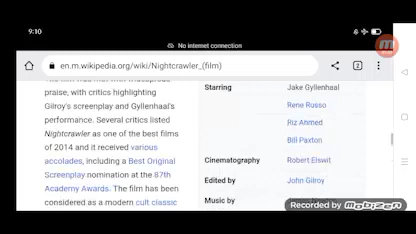 9:10
No internet connection
en.m.wikipedia.org/wiki/Nightcrawler_(film)
2
praise, with critics highlighting
Gilroy's screenplay and Gyllenhaal's
performance. Several critics listed
Nightcrawler as one of the best films
of 2014 and it received various
accolades, including a Best Original
Screenplay nomination at the 87th
Academy Awards. The film has been
considered as a modern cult classic
Starring
Jake Gyllenhaal
Rene Russo
Riz Ahmed
Bill Paxton
Cinematography
Robert Elswit
Edited by
John Gilroy
Music by
Recorded by
mobizen